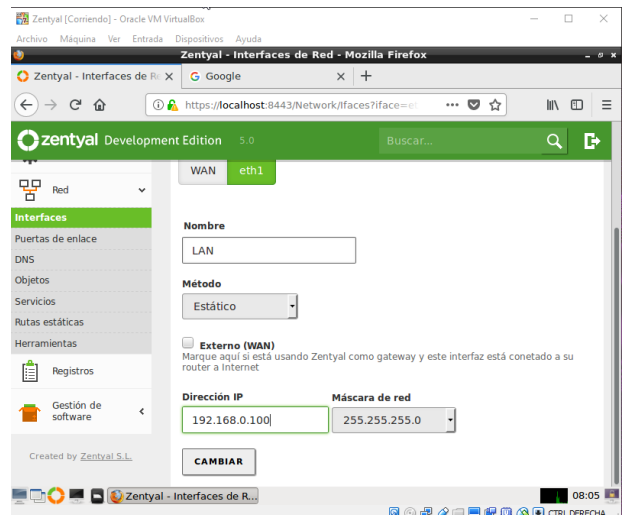 Zentyal [Corriendo] - Oracle VM VirtualBox
Archivo Máquina Ver Entrada Dispositivos Ayuda
Zentyal - Interfaces de Red - Mozilla Firefox
Zentyal - Interfaces de Re
Google
https://localhost:8443/Network/Ifaces?iface=et
zentyal Development Edition 5.0
Buscar...
WAN eth1
Red
Interfaces
Puertas de enlace
DNS
Objetos
Servicios
Rutas estáticas
Herramientas
Registros
Gestión de
software
Created by Zentyal S.L.
Nombre
LAN
Método
Estático
Externo (WAN)
Marque aquí si está usando Zentyal como gateway y este interfaz está conetado a su
router a Internet
Dirección IP Máscara de red
192.168.0.100 255.255.255.0
CAMBIAR
Zentyal - Interfaces de R...
08:05
CTRL DERECHA